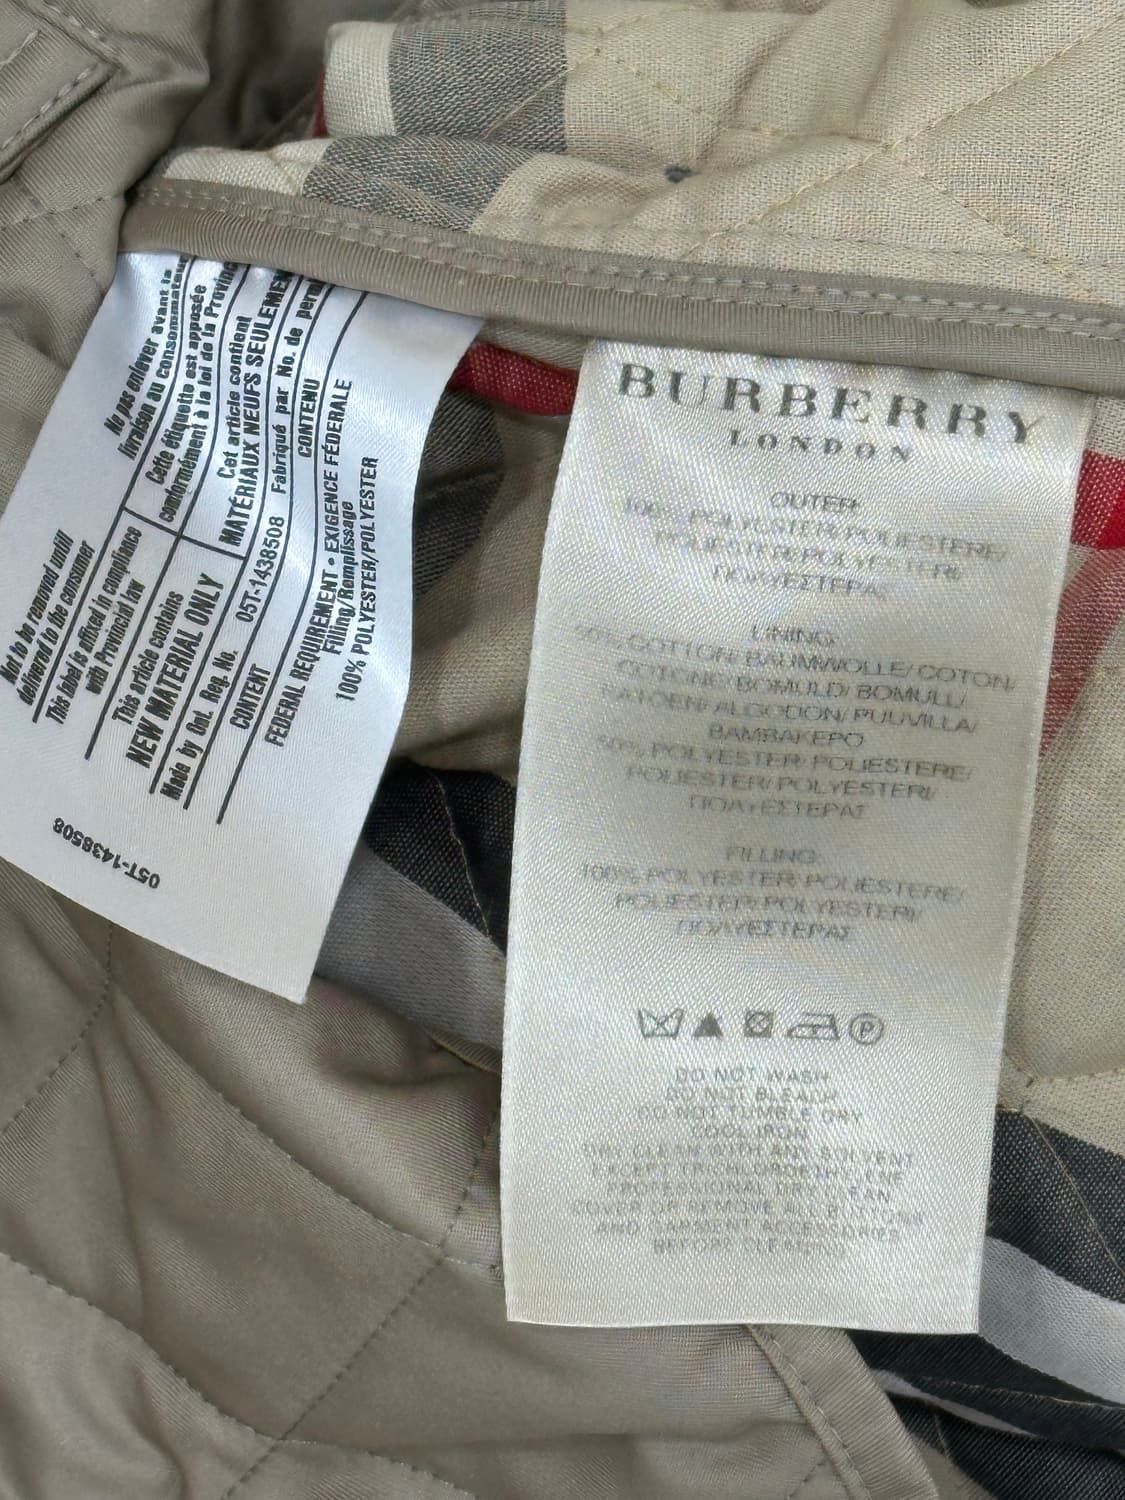 Ne pas enlever avant la
livraison au consommateur
Cette étiquette est apposée
conformément à la loi de la Provinc
Cet article contient
MATÉRIAUX NEUFS SEULEMEN
Fabriqué par No. de perm
CONTENU
Not to be removed until
delivered to the consumer
This label is affixed in compliance
with Provincial law
This article contains
NEW MATERIAL ONLY
Made by Ont. Reg. No. 05T-1438508
CONTENT
FEDERAL REQUIREMENT • EXIGENCE FÉDÉRALE
Filling/Remplissage
100% POLYESTER/POLYESTER
05T-1438508
BURBERRY
LONDON
OUTER:
100% POLYESTER/POLIESTERE/
POLIESTER/POLYESTERI/
ΠΟΛΥΕΣΤΕΡΑΣ
LINING:
50% COTTON/BAUMWOLLE/COTON/
COTONE/BOMULD/BOMULL/
KATOEN/ALGODON/PUUVILLA/
ΒΑΜΒΑΚΕΡΟ
50% POLYESTER/POLIESTERE/
POLIESTER/POLYESTERI/
ΠΟΛΥΕΣΤΕΡΑΣ
FILLING:
100% POLYESTER/POLIESTERE/
POLIESTER/POLYESTERI/
ΠΟΛΥΕΣΤΕΡΑΣ
P
DO NOT WASH
DO NOT BLEACH
DO NOT TUMBLE DRY
COOL IRON
DRY CLEAN WITH ANY SOLVENT
EXCEPT TRICHLOROETHYLENE
PROFESSIONAL DRY CLEAN
COVER OR REMOVE ALL BUTTONS
AND GARMENT ACCESSORIES
BEFORE CLEANING